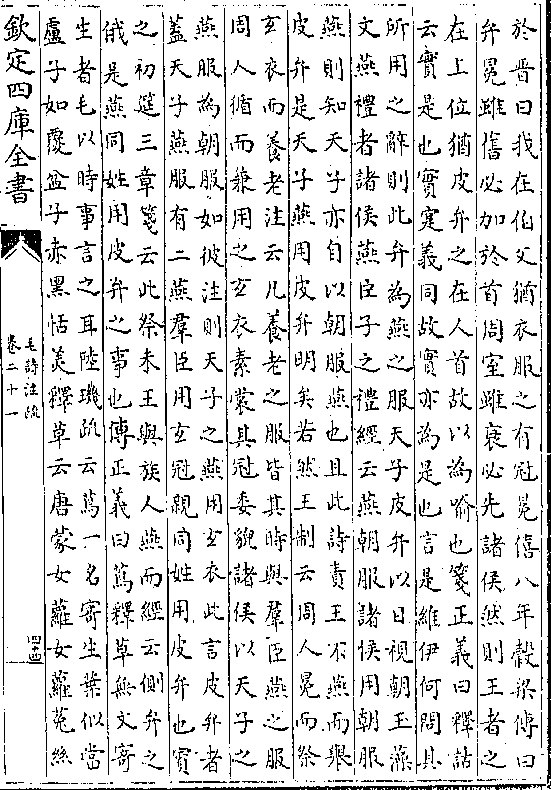 於晉曰我在伯父猶衣服之有冠冕僖八年穀梁傳曰
弁冕雖舊必加於首周室雖衰必先諸侯然則王者之
在上位猶皮弁之在人首故以為喻也箋正義曰釋詁
云實是也實寔義同故實亦為是也言是維伊何問其
所用之辭則此弁為燕之服天子皮弁以日視朝玉藻
文燕禮者諸侯燕臣子之禮經云燕朝服諸侯用朝服
燕則知天子亦自以朝服燕也且此詩責王不燕而舉
皮弁是天子燕用皮弁明矣若然王制云周人冕而祭
玄衣而養老注云凡養老之服皆其時與羣臣燕之服
周人循而兼用之玄衣素裳其冠委貌諸侯以天子之
燕服為朝服如彼注則天子之燕用玄衣此言皮弁者
蓋天子燕服有二燕羣臣用玄冠親同姓用皮弁也賓
之初筵三章箋云此祭末王與族人燕而經云側弁之
俄是燕同姓用皮弁之事也傳正義曰蔦釋草無文寄
生者毛以時事言之耳陸璣疏云蔦一名寄生葉似當
盧子如覆盆子赤黑恬美釋草云唐蒙女蘿女蘿菟絲
欽定四庫全書
毛詩注疏
卷二十一
四十四